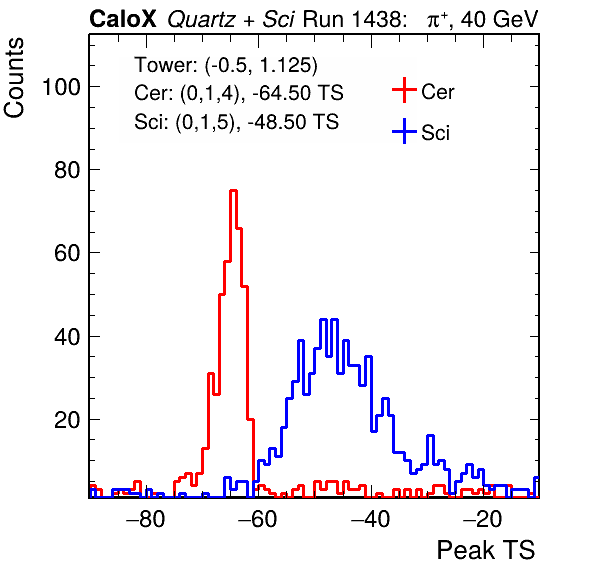 CaloX Quartz + Sci Run 1438: π⁺, 40 GeV
Counts
Tower: (-0.5, 1.125)
Cer: (0,1,4), -64.50 TS
Sci: (0,1,5), -48.50 TS
Cer
Sci
100
80
60
40
20
−80 −60 −40 −20
Peak TS